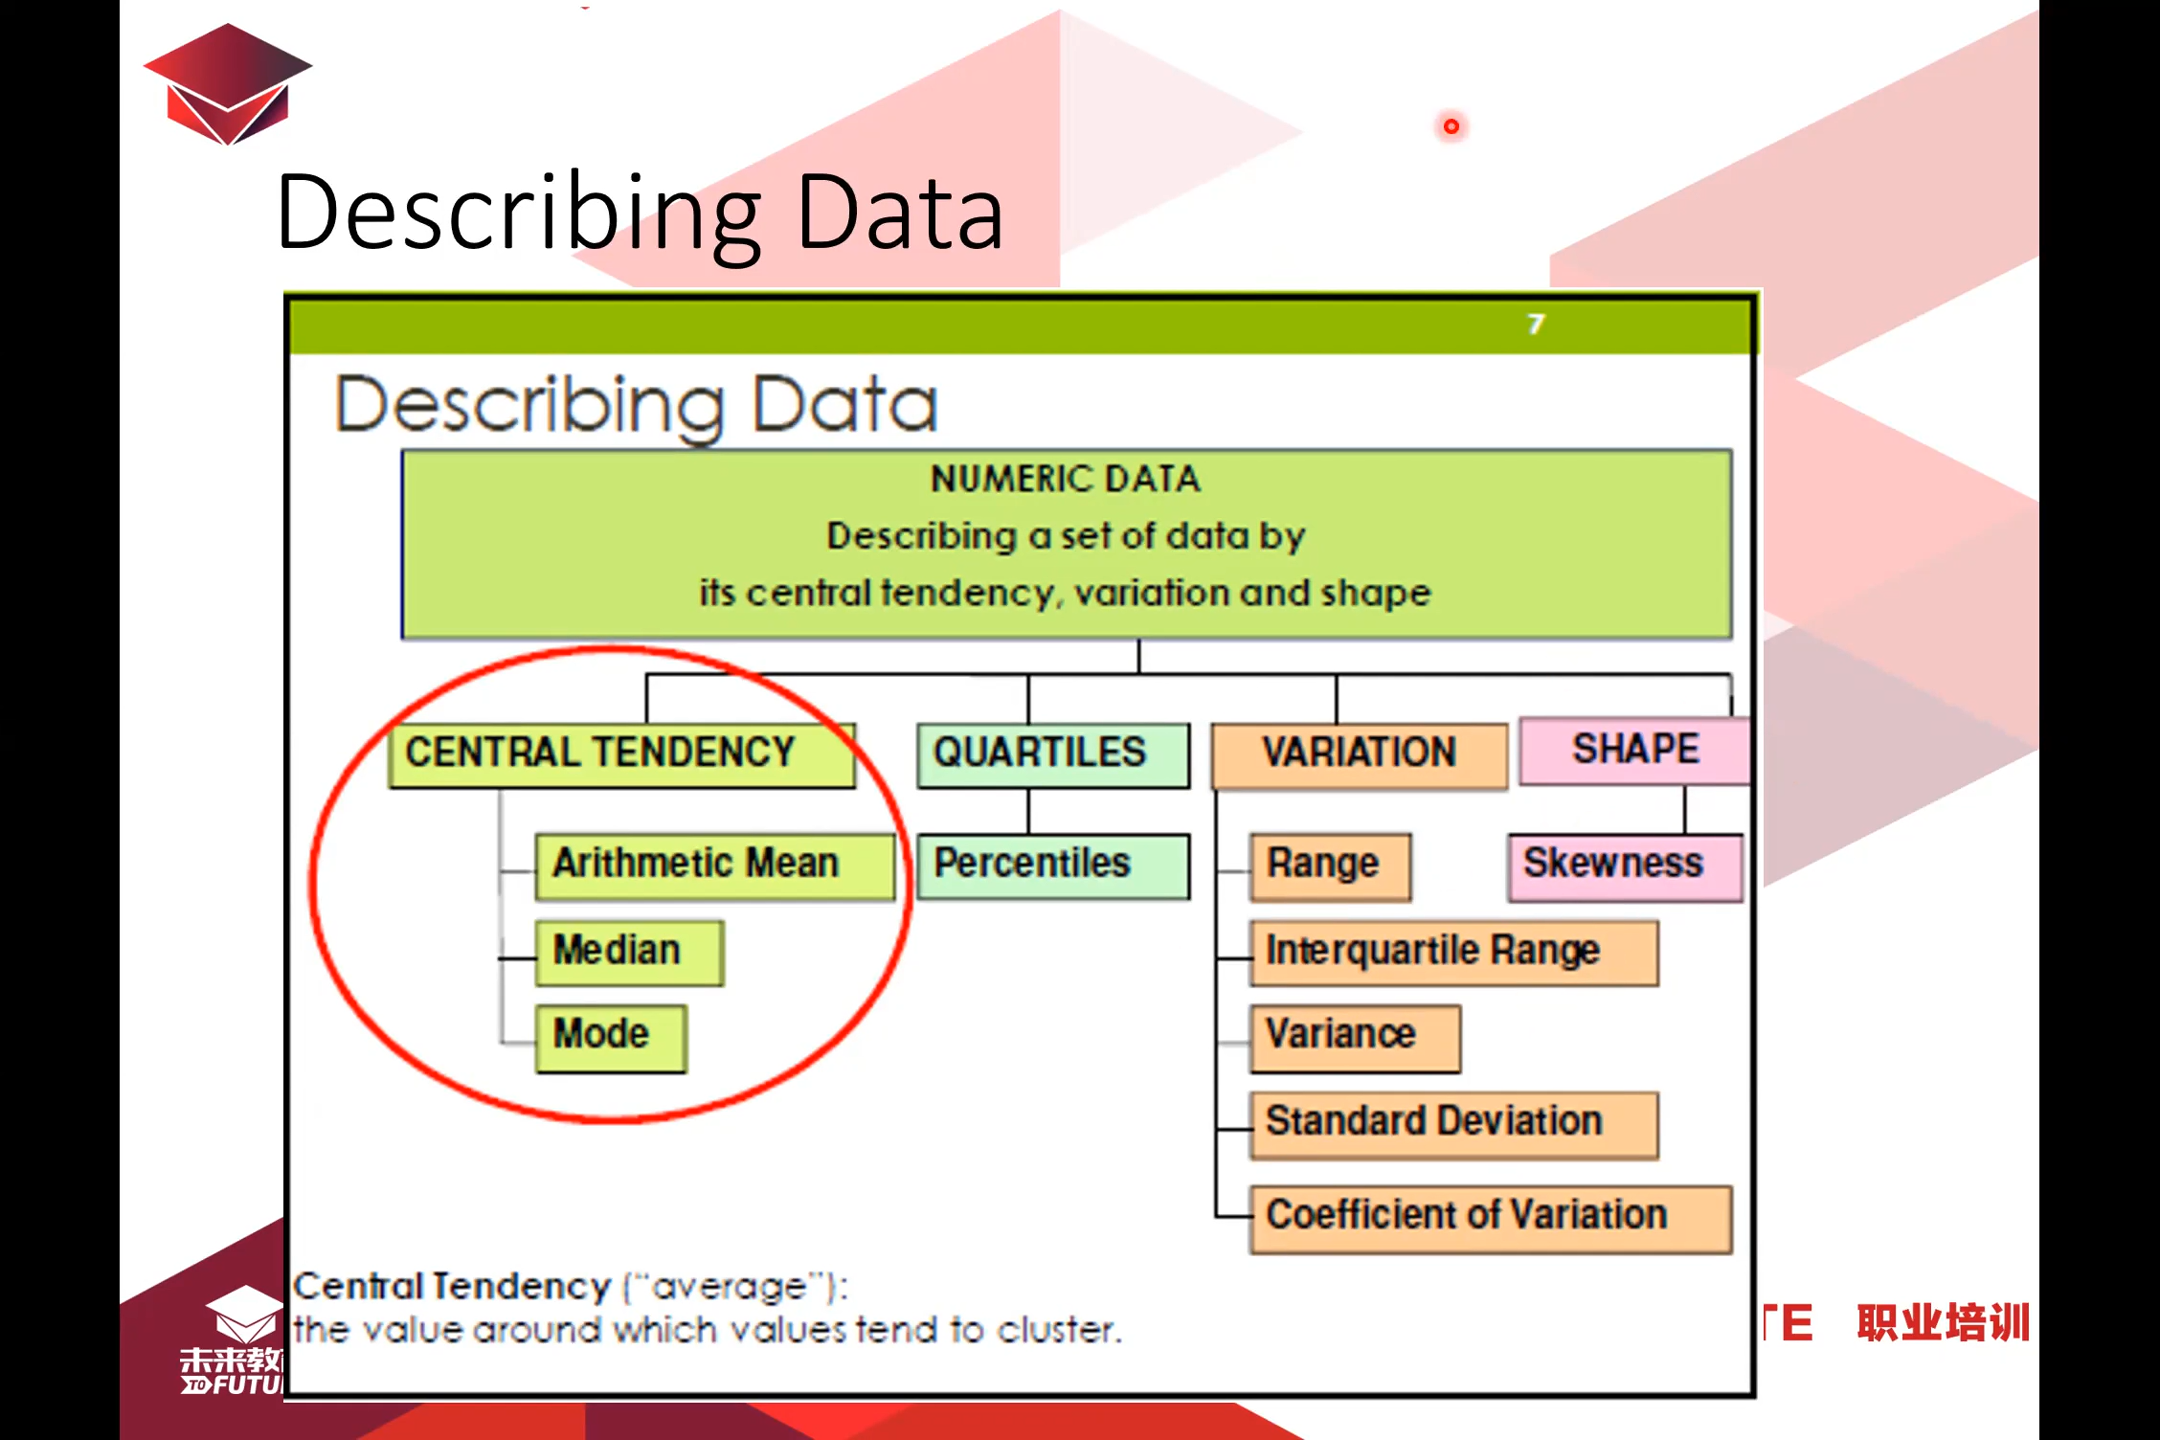 Describing Data
7
Describing Data
NUMERIC DATA
Describing a set of data by
its central tendency, variation and shape
CENTRAL TENDENCY
QUARTILES
VARIATION
SHAPE
Arithmetic Mean
Percentiles
Range
Skewness
Median
Interquartile Range
Mode
Variance
Standard Deviation
Coefficient of Variation
Central Tendency ("average"):
the value around which values tend to cluster.
TE 职业培训
未来教
TO FUTU